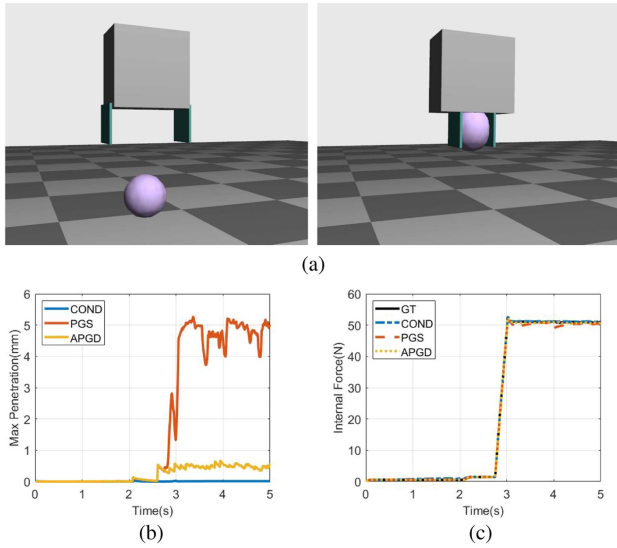 (a)
6
5
4
3
2
1
0
Max Penetration(mm)
COND
PGS
APGD
0 1 2 3 4 5
Time(s)
(b)
60
50
40
30
20
10
0
Internal Force(N)
GT
COND
PGS
APGD
0 1 2 3 4 5
Time(s)
(c)